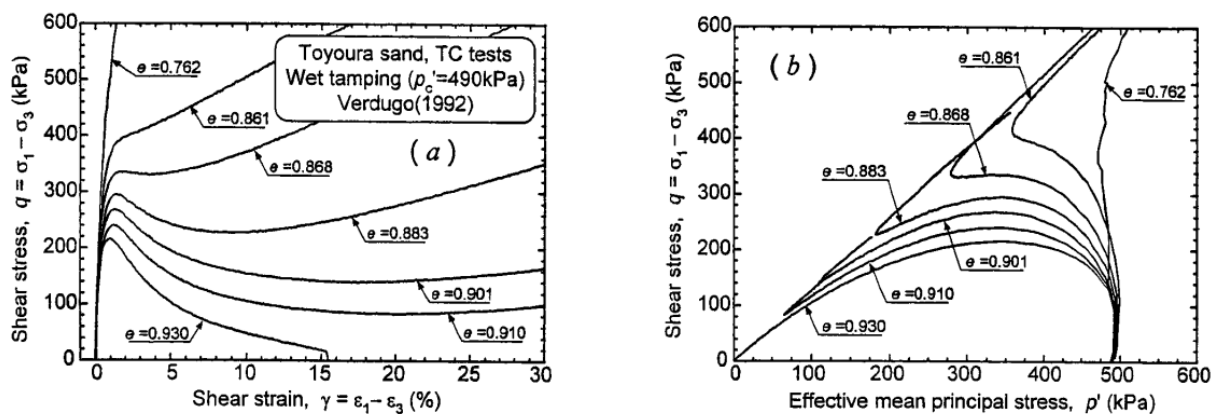 Toyoura sand, TC tests
Wet tamping (p_c'=490kPa)
Verdugo(1992)
(a)
e=0.762
e=0.861
e=0.868
e=0.883
e=0.901
e=0.910
e=0.930
600
500
400
300
200
100
0
Shear stress, q = σ₁ – σ₃ (kPa)
0 5 10 15 20 25 30
Shear strain, γ = ε₁– ε₃ (%)
(b)
e=0.861
e=0.762
e=0.868
e=0.883
e=0.901
e=0.910
e=0.930
600
500
400
300
200
100
0
Shear stress, q = σ₁ – σ₃ (kPa)
0 100 200 300 400 500 600
Effective mean principal stress, p' (kPa)